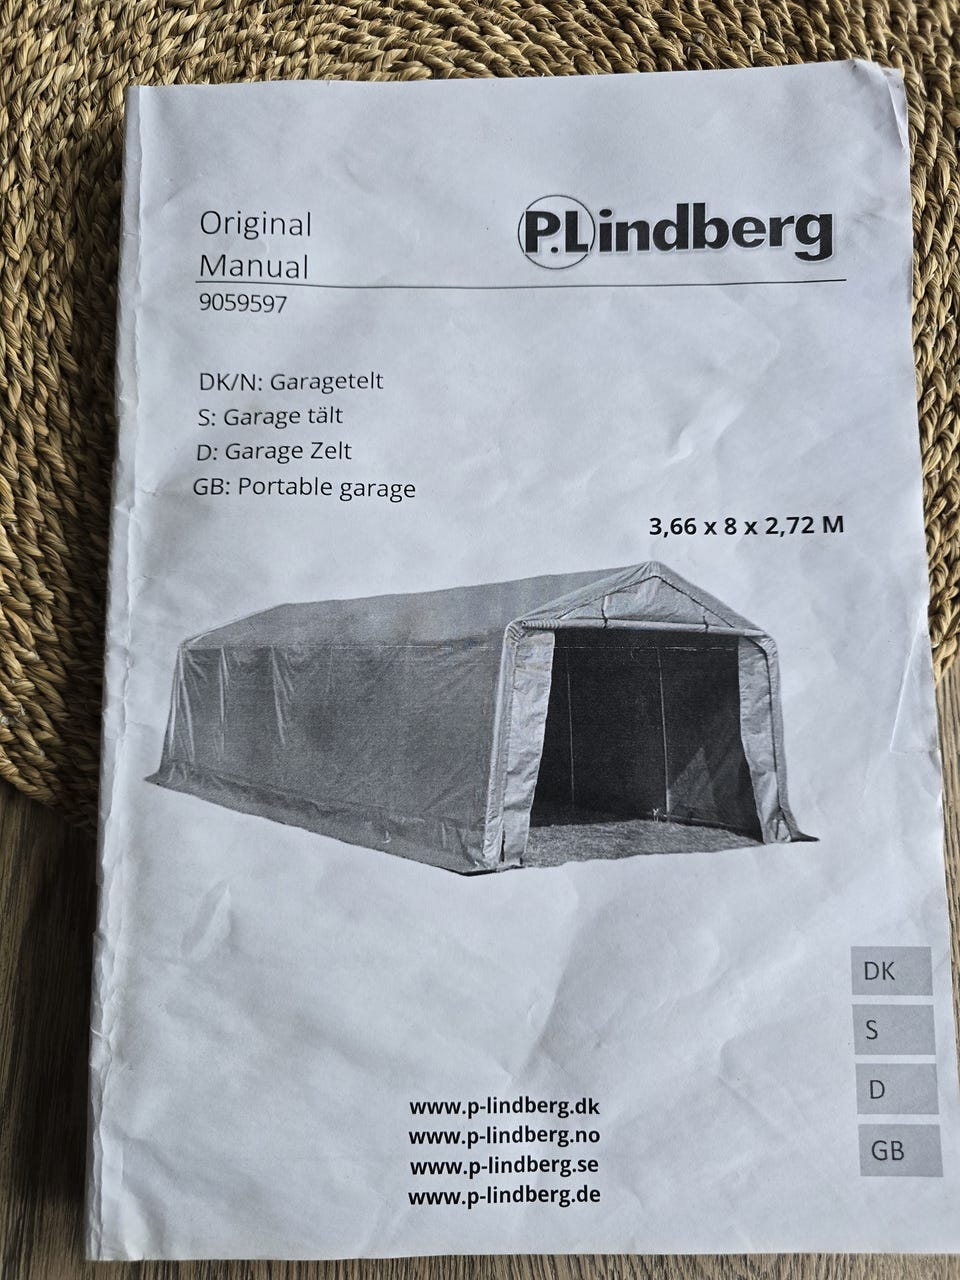 Original
Manual
P.Lindberg
9059597
DK/N: Garagetelt
S: Garage tält
D: Garage Zelt
GB: Portable garage
3,66 x 8 x 2,72 M
DK
S
D
GB
www.p-lindberg.dk
www.p-lindberg.no
www.p-lindberg.se
www.p-lindberg.de